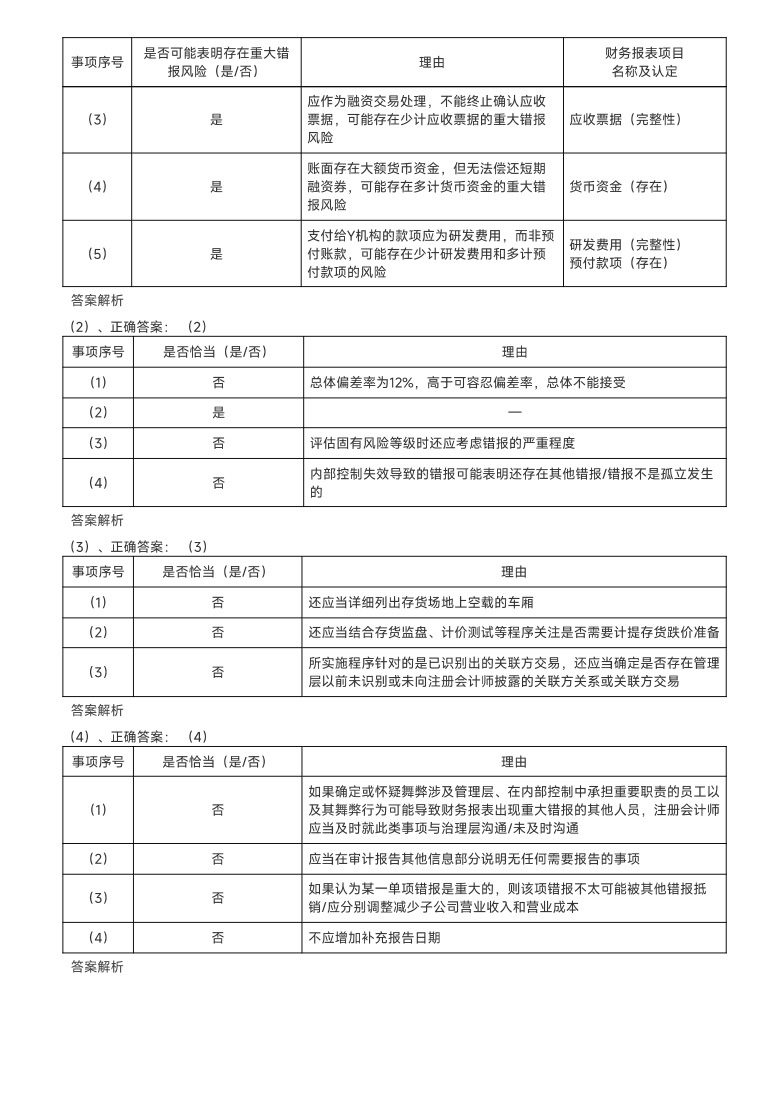 事项序号 是否可能表明存在重大错报风险（是/否） 理由 财务报表项目名称及认定
（3） 是 应作为融资交易处理，不能终止确认应收票据，可能存在少计应收票据的重大错报风险 应收票据（完整性）
（4） 是 账面存在大额货币资金，但无法偿还短期融资券，可能存在多计货币资金的重大错报风险 货币资金（存在）
（5） 是 支付给Y机构的款项应为研发费用，而非预付账款，可能存在少计研发费用和多计预付款项的风险 研发费用（完整性） 预付款项（存在）
答案解析
（2）、正确答案： （2）
事项序号 是否恰当（是/否） 理由
（1） 否 总体偏差率为12%，高于可容忍偏差率，总体不能接受
（2） 是 —
（3） 否 评估固有风险等级时还应考虑错报的严重程度
（4） 否 内部控制失效导致的错报可能表明还存在其他错报/错报不是孤立发生的
答案解析
（3）、正确答案： （3）
事项序号 是否恰当（是/否） 理由
（1） 否 还应当详细列出存货场地上空载的车厢
（2） 否 还应当结合存货监盘、计价测试等程序关注是否需要计提存货跌价准备
（3） 否 所实施程序针对的是已识别出的关联方交易，还应当确定是否存在管理层以前未识别或未向注册会计师披露的关联方关系或关联方交易
答案解析
（4）、正确答案： （4）
事项序号 是否恰当（是/否） 理由
（1） 否 如果确定或怀疑舞弊涉及管理层、在内部控制中承担重要职责的员工以及其舞弊行为可能导致财务报表出现重大错报的其他人员，注册会计师应当及时就此类事项与治理层沟通/未及时沟通
（2） 否 应当在审计报告其他信息部分说明无任何需要报告的事项
（3） 否 如果认为某一单项错报是重大的，则该项错报不太可能被其他错报抵销/应分别调整减少子公司营业收入和营业成本
（4） 否 不应增加补充报告日期
答案解析